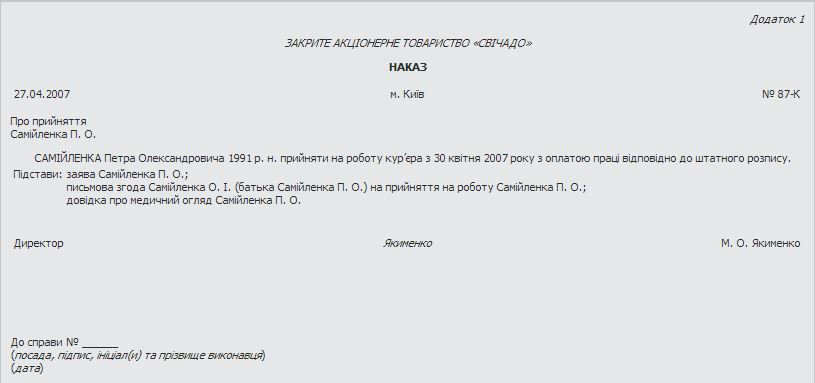 Додаток 1
ЗАКРИТЕ АКЦІОНЕРНЕ ТОВАРИСТВО «СВІЧАДО»
НАКАЗ
27.04.2007 м. Київ № 87-К
Про прийняття
Самійленка П. О.
САМІЙЛЕНКА Петра Олександровича 1991 р. н. прийняти на роботу кур’єра з 30 квітня 2007 року з оплатою праці відповідно до штатного розпису.
Підстави: заява Самійленка П. О.;
письмова згода Самійленка О. І. (батька Самійленка П. О.) на прийняття на роботу Самійленка П. О.;
довідка про медичний огляд Самійленка П. О.
Директор Якименко М. О. Якименко
До справи № ______
(посада, підпис, ініціал(и) та прізвище виконавця)
(дата)